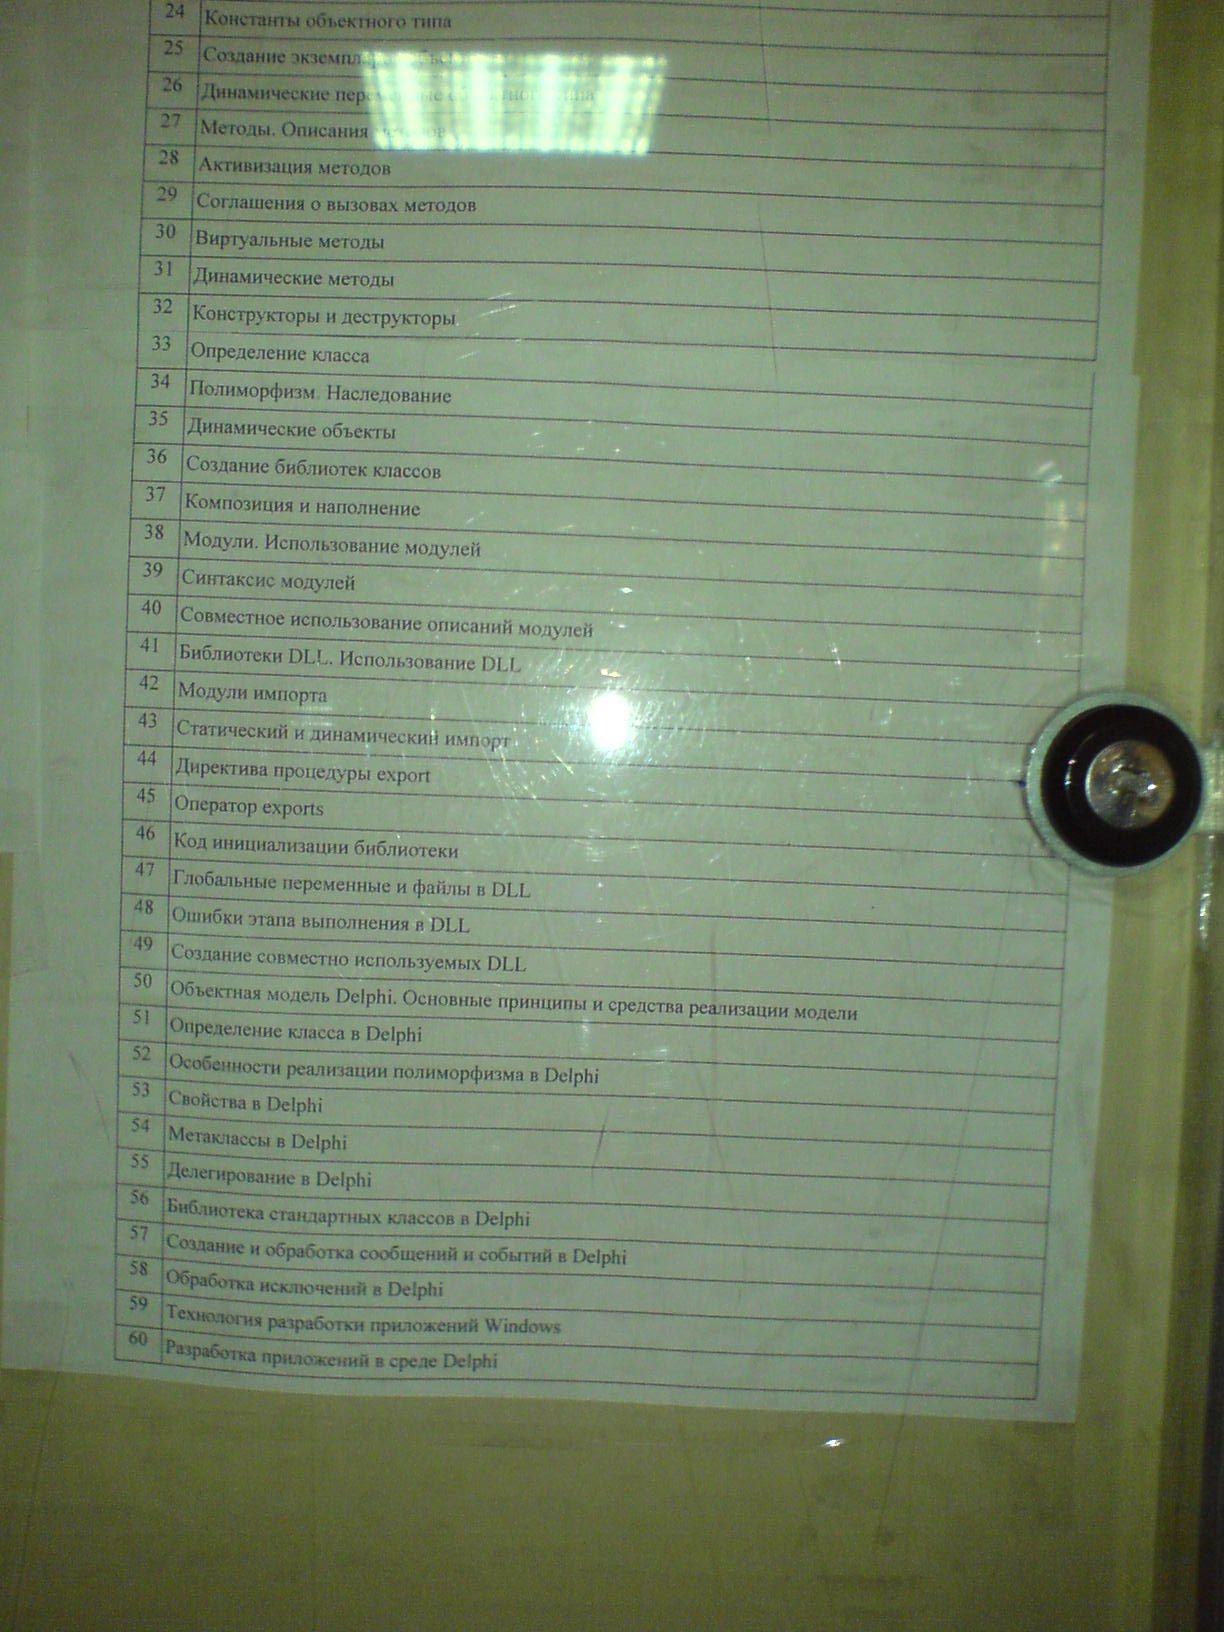 24 Константы объектного типа
25 Создание
26 Динамические
27 Методы. Описания
28 Активизация методов
29 Соглашения о вызовах методов
30 Виртуальные методы
31 Динамические методы
32 Конструкторы и деструкторы
33 Определение класса
34 Полиморфизм. Наследование
35 Динамические объекты
36 Создание библиотек классов
37 Композиция и наполнение
38 Модули. Использование модулей
39 Синтаксис модулей
40 Совместное использование описаний модулей
41 Библиотеки DLL. Использование DLL
42 Модули импорта
43 Статический и динамический импорт
44 Директива процедуры export
45 Оператор exports
46 Код инициализации библиотеки
47 Глобальные переменные и файлы в DLL
48 Ошибки этапа выполнения в DLL
49 Создание совместно используемых DLL
50 Объектная модель Delphi. Основные принципы и средства реализации модели
51 Определение класса в Delphi
52 Особенности реализации полиморфизма в Delphi
53 Свойства в Delphi
54 Метаклассы в Delphi
55 Делегирование в Delphi
56 Библиотека стандартных классов в Delphi
57 Создание и обработка сообщений и событий в Delphi
58 Обработка исключений в Delphi
59 Технология разработки приложений Windows
60 Разработка приложений в среде Delphi